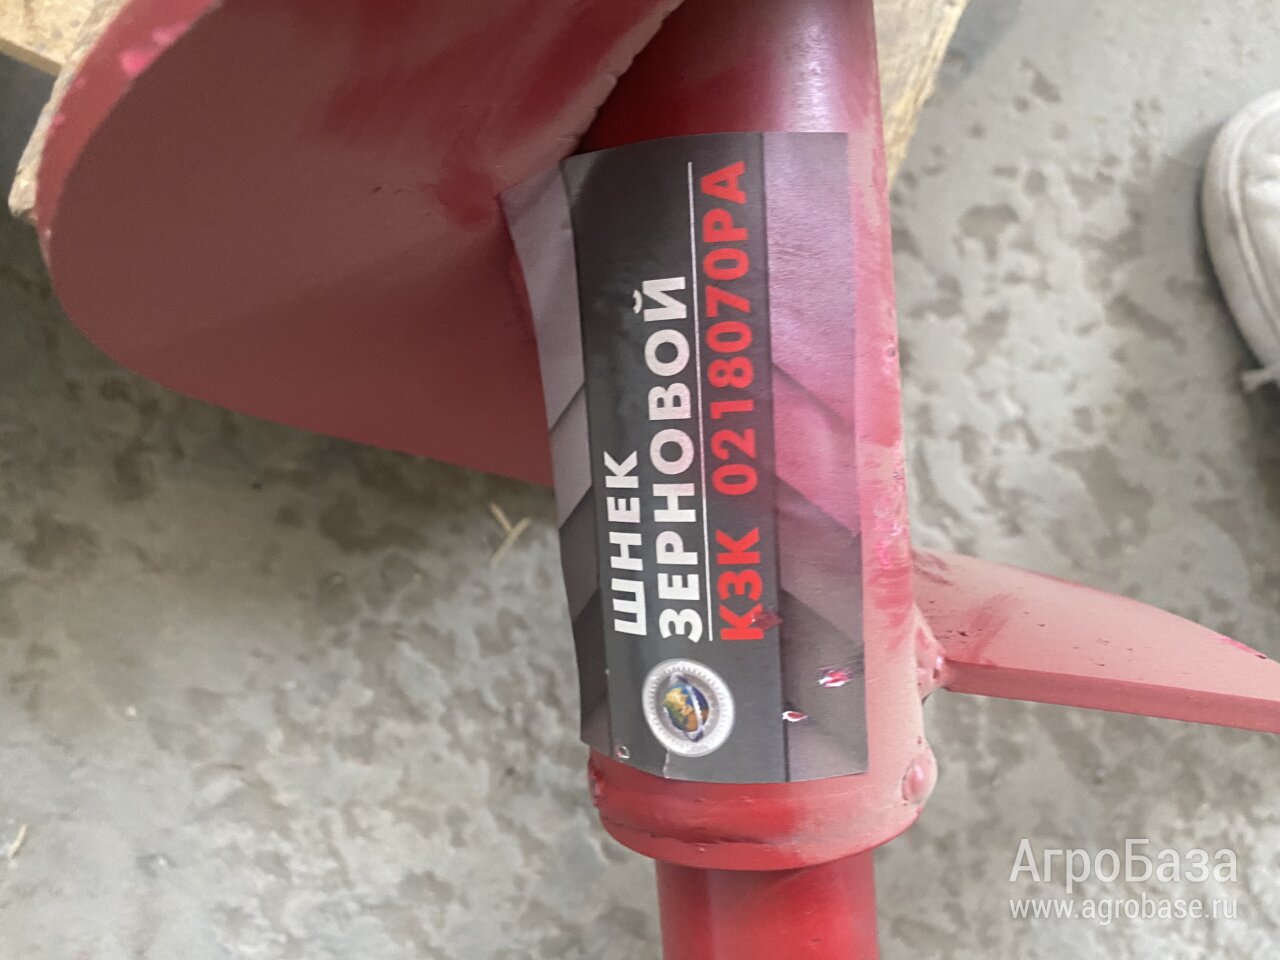 ШНЕК
ЗЕРНОВОЙ
КЗК 0218070РА
АгроБаза
www.agrobase.ru